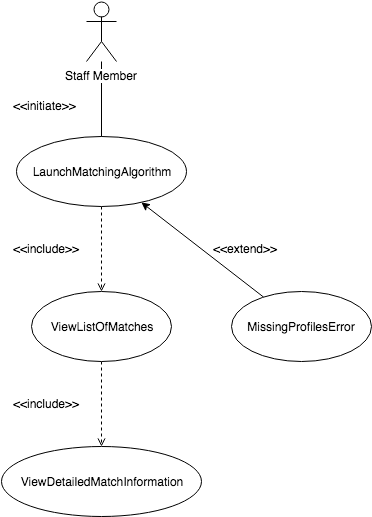 Staff Member
<<initiate>>
LaunchMatchingAlgorithm
<<include>>
<<extend>>
ViewListOfMatches
MissingProfilesError
<<include>>
ViewDetailedMatchInformation